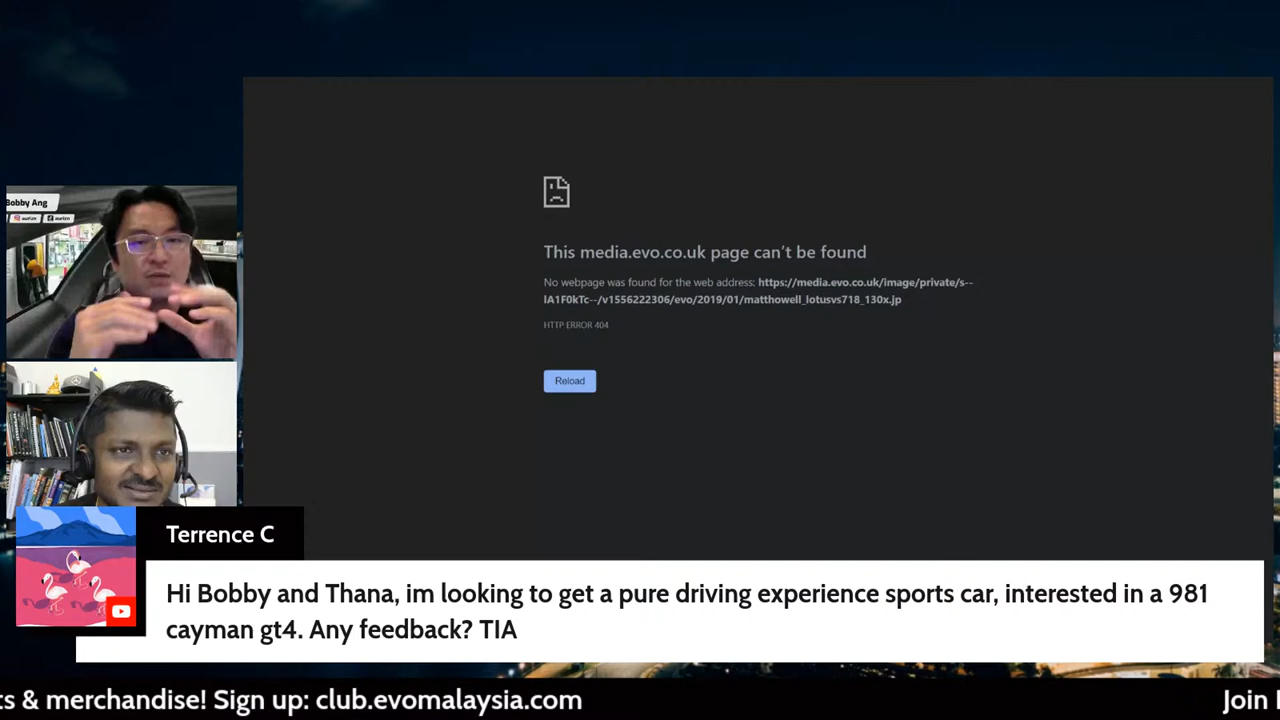 Bobby Ang
aurizn
aurizn
This media.evo.co.uk page can't be found
No webpage was found for the web address: https://media.evo.co.uk/image/private/s--
lA1F0kTc--/v1556222306/evo/2019/01/matthowell_lotusvs718_130x.jp
HTTP ERROR 404
Reload
Terrence C
Hi Bobby and Thana, im looking to get a pure driving experience sports car, interested in a 981
cayman gt4. Any feedback? TIA
ts & merchandise! Sign up: club.evomalaysia.com
Join